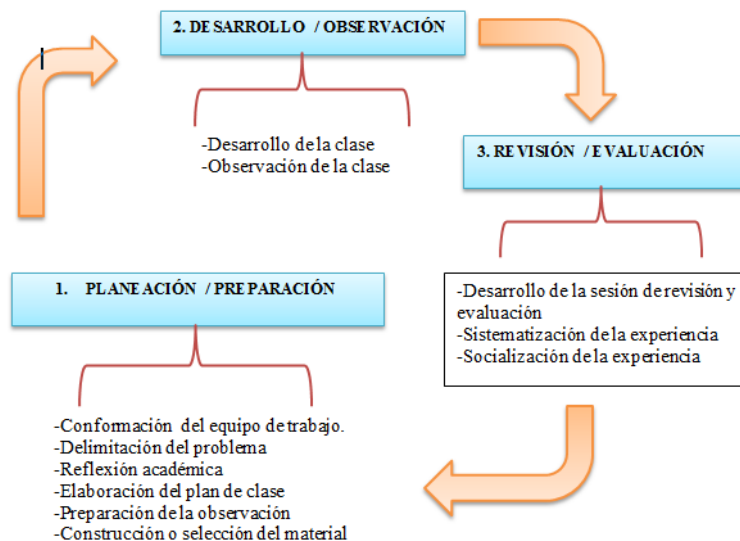 2. DESARROLLO / OBSERVACIÓN
-Desarrollo de la clase
-Observación de la clase
3. REVISIÓN / EVALUACIÓN
-Desarrollo de la sesión de revisión y
evaluación
-Sistematización de la experiencia
-Socialización de la experiencia
1. PLANEACIÓN / PREPARACIÓN
-Conformación del equipo de trabajo.
-Delimitación del problema
-Reflexión académica
-Elaboración del plan de clase
-Preparación de la observación
-Construcción o selección del material